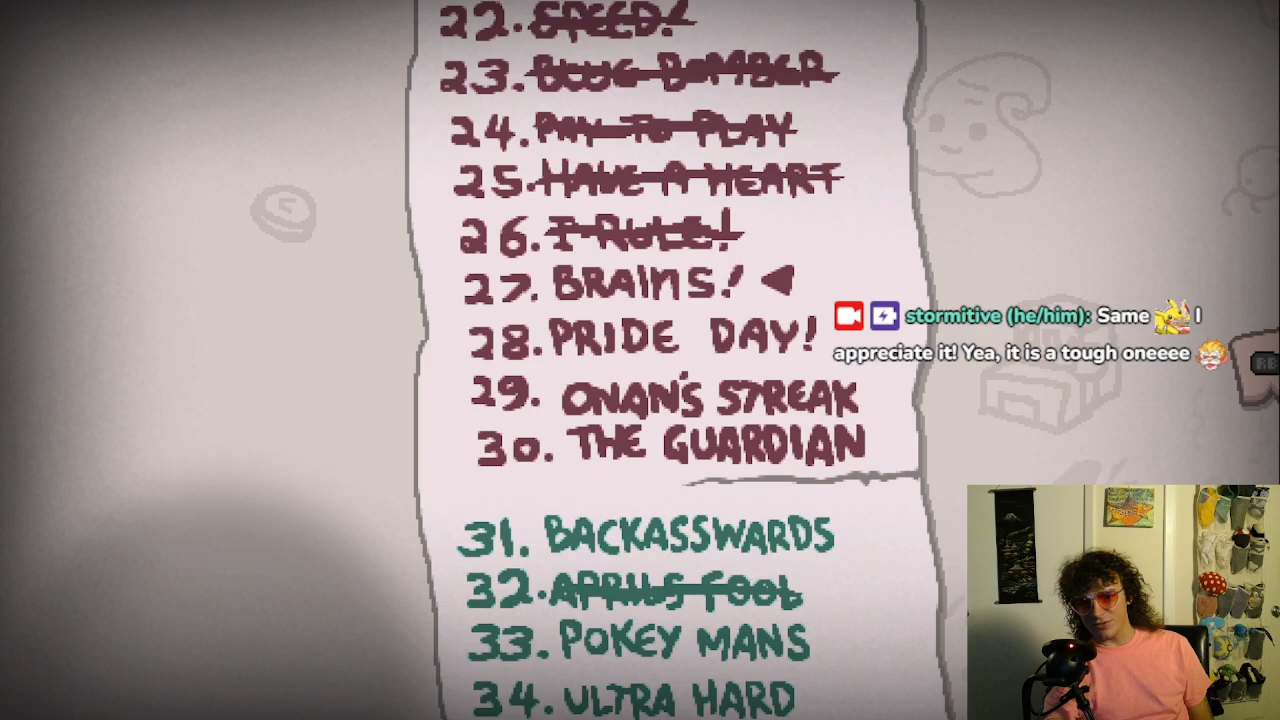 22. SPEED!
23. BLUE BOMBER
24. PAY TO PLAY
25. HAVE A HEART
26. I RULE!
27. BRAINS!
28. PRIDE DAY!
29. ONAN'S STREAK
30. THE GUARDIAN
31. BACKASSWARDS
32. APRILS FOOL
33. POKEY MANS
34. ULTRA HARD
stormitive (he/him): Same I
appreciate it! Yea, it is a tough oneeee